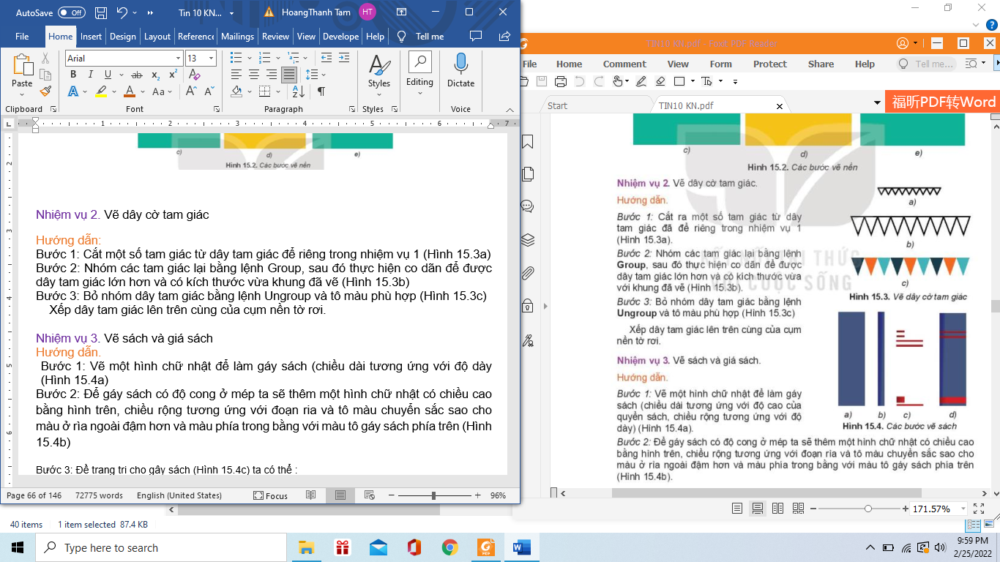 AutoSave Off Tin 10 KN... HoangThanh Tam HT
File Home Insert Design Layout Reference Mailings Review View Develope Help Tell me
Paste
Arial 13
B I U ab x₂ x²
A A Aa A A
Styles Editing Dictate
Clipboard Font Paragraph Styles Voice
1 2 3 4 5 6 7
c) d) e)
Hình 15.2. Các bước vẽ nền
Nhiệm vụ 2. Vẽ dây cờ tam giác
Hướng dẫn:
Bước 1: Cắt một số tam giác từ dây tam giác để riêng trong nhiệm vụ 1 (Hình 15.3a)
Bước 2: Nhóm các tam giác lại bằng lệnh Group, sau đó thực hiện co dãn để được
dây tam giác lớn hơn và có kích thước vừa khung đã vẽ (Hình 15.3b)
Bước 3: Bỏ nhóm dây tam giác bằng lệnh Ungroup và tô màu phù hợp (Hình 15.3c)
Xếp dây tam giác lên trên cùng của cụm nền tờ rơi.
Nhiệm vụ 3. Vẽ sách và giá sách
Hướng dẫn.
Bước 1: Vẽ một hình chữ nhật để làm gáy sách (chiều dài tương ứng với độ dày
(Hình 15.4a)
Bước 2: Để gáy sách có độ cong ở mép ta sẽ thêm một hình chữ nhật có chiều cao
bằng hình trên, chiều rộng tương ứng với đoạn ria và tô màu chuyển sắc sao cho
màu ở rìa ngoài đậm hơn và màu phía trong bằng với màu tô gáy sách phía trên (Hình
15.4b)
Bước 3: Để trang trí cho gây sách (Hình 15.4c) ta có thể :
Page 66 of 146 72775 words English (United States) Focus 96%
TIN10 KN.pdf - Foxit PDF Reader
File Home Comment View Form Protect Share Help Tell me...
Start TIN10 KN.pdf
福昕PDF转Word
c) d) e)
Hình 15.2. Các bước vẽ nền
Nhiệm vụ 2. Vẽ dây cờ tam giác.
Hướng dẫn.
Bước 1: Cắt ra một số tam giác từ dây
tam giác đã để riêng trong nhiệm vụ 1
(Hình 15.3a).
Bước 2: Nhóm các tam giác lại bằng lệnh
Group, sau đó thực hiện co dãn để được
dây tam giác lớn hơn và có kích thước vừa
với khung đã vẽ (Hình 15.3b).
Bước 3: Bỏ nhóm dây tam giác bằng lệnh
Ungroup và tô màu phù hợp (Hình 15.3c)
Xếp dây tam giác lên trên cùng của cụm
nền tờ rơi.
a)
b)
c)
Hình 15.3. Vẽ dây cờ tam giác
Nhiệm vụ 3. Vẽ sách và giá sách.
Hướng dẫn.
Bước 1: Vẽ một hình chữ nhật để làm gáy
sách (chiều dài tương ứng với độ cao của
quyển sách, chiều rộng tương ứng với độ
dày) (Hình 15.4a).
a) b) c) d)
Hình 15.4. Các bước vẽ sách
Bước 2: Để gáy sách có độ cong ở mép ta sẽ thêm một hình chữ nhật có chiều cao
bằng hình trên, chiều rộng tương ứng với đoạn rìa và tô màu chuyển sắc sao cho
màu ở rìa ngoài đậm hơn và màu phía trong bằng với màu tô gáy sách phía trên
(Hình 15.4b).
171.57%
40 items 1 item selected 87.4 KB
Type here to search
9:59 PM
2/25/2022